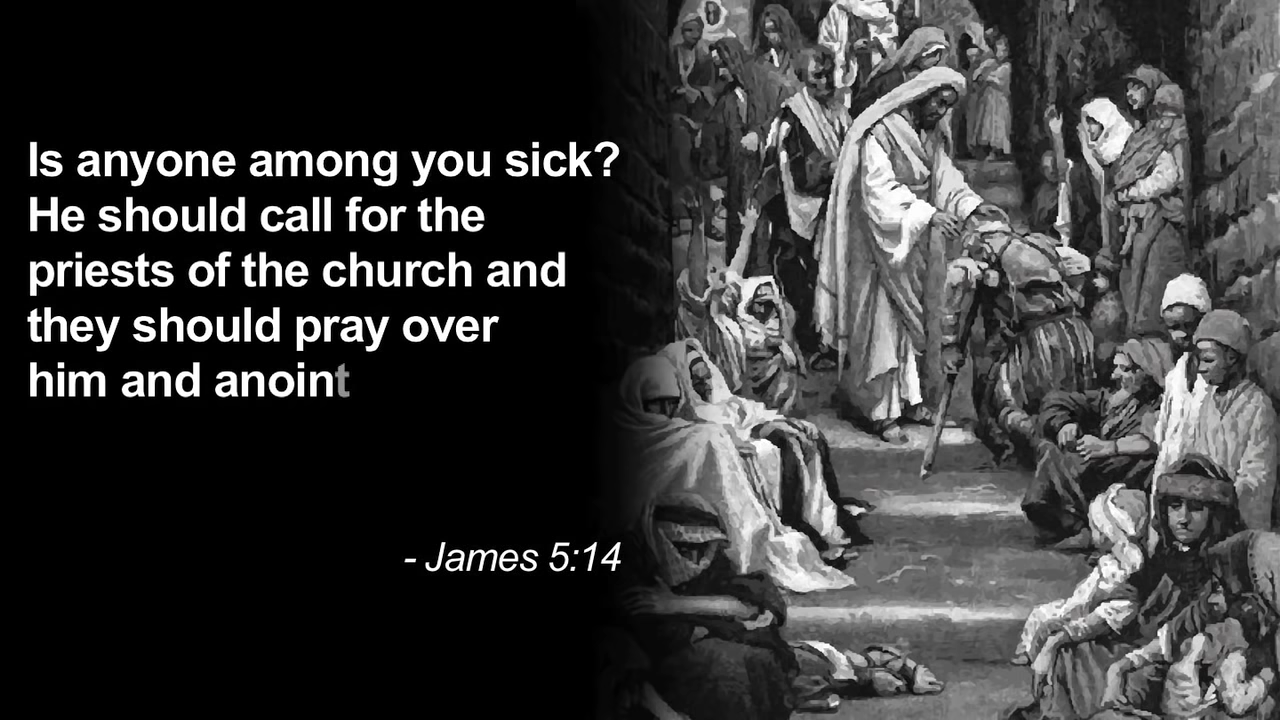 Is anyone among you sick?
He should call for the
priests of the church and
they should pray over
him and anoint
- James 5:14